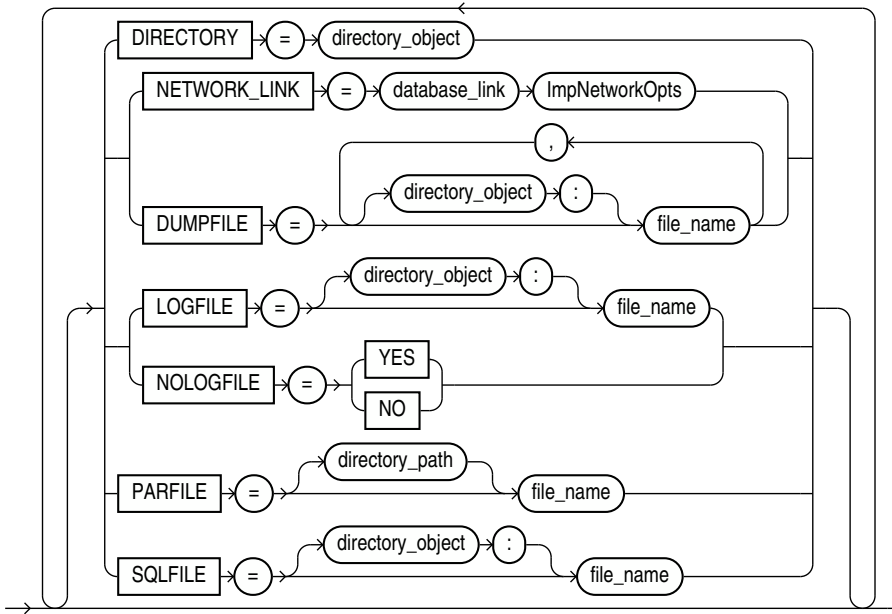 DIRECTORY = directory_object
NETWORK_LINK = database_link ImpNetworkOpts
,
directory_object :
DUMPFILE = file_name
directory_object :
LOGFILE = file_name
YES
NOLOGFILE =
NO
directory_path
PARFILE = file_name
directory_object :
SQLFILE = file_name